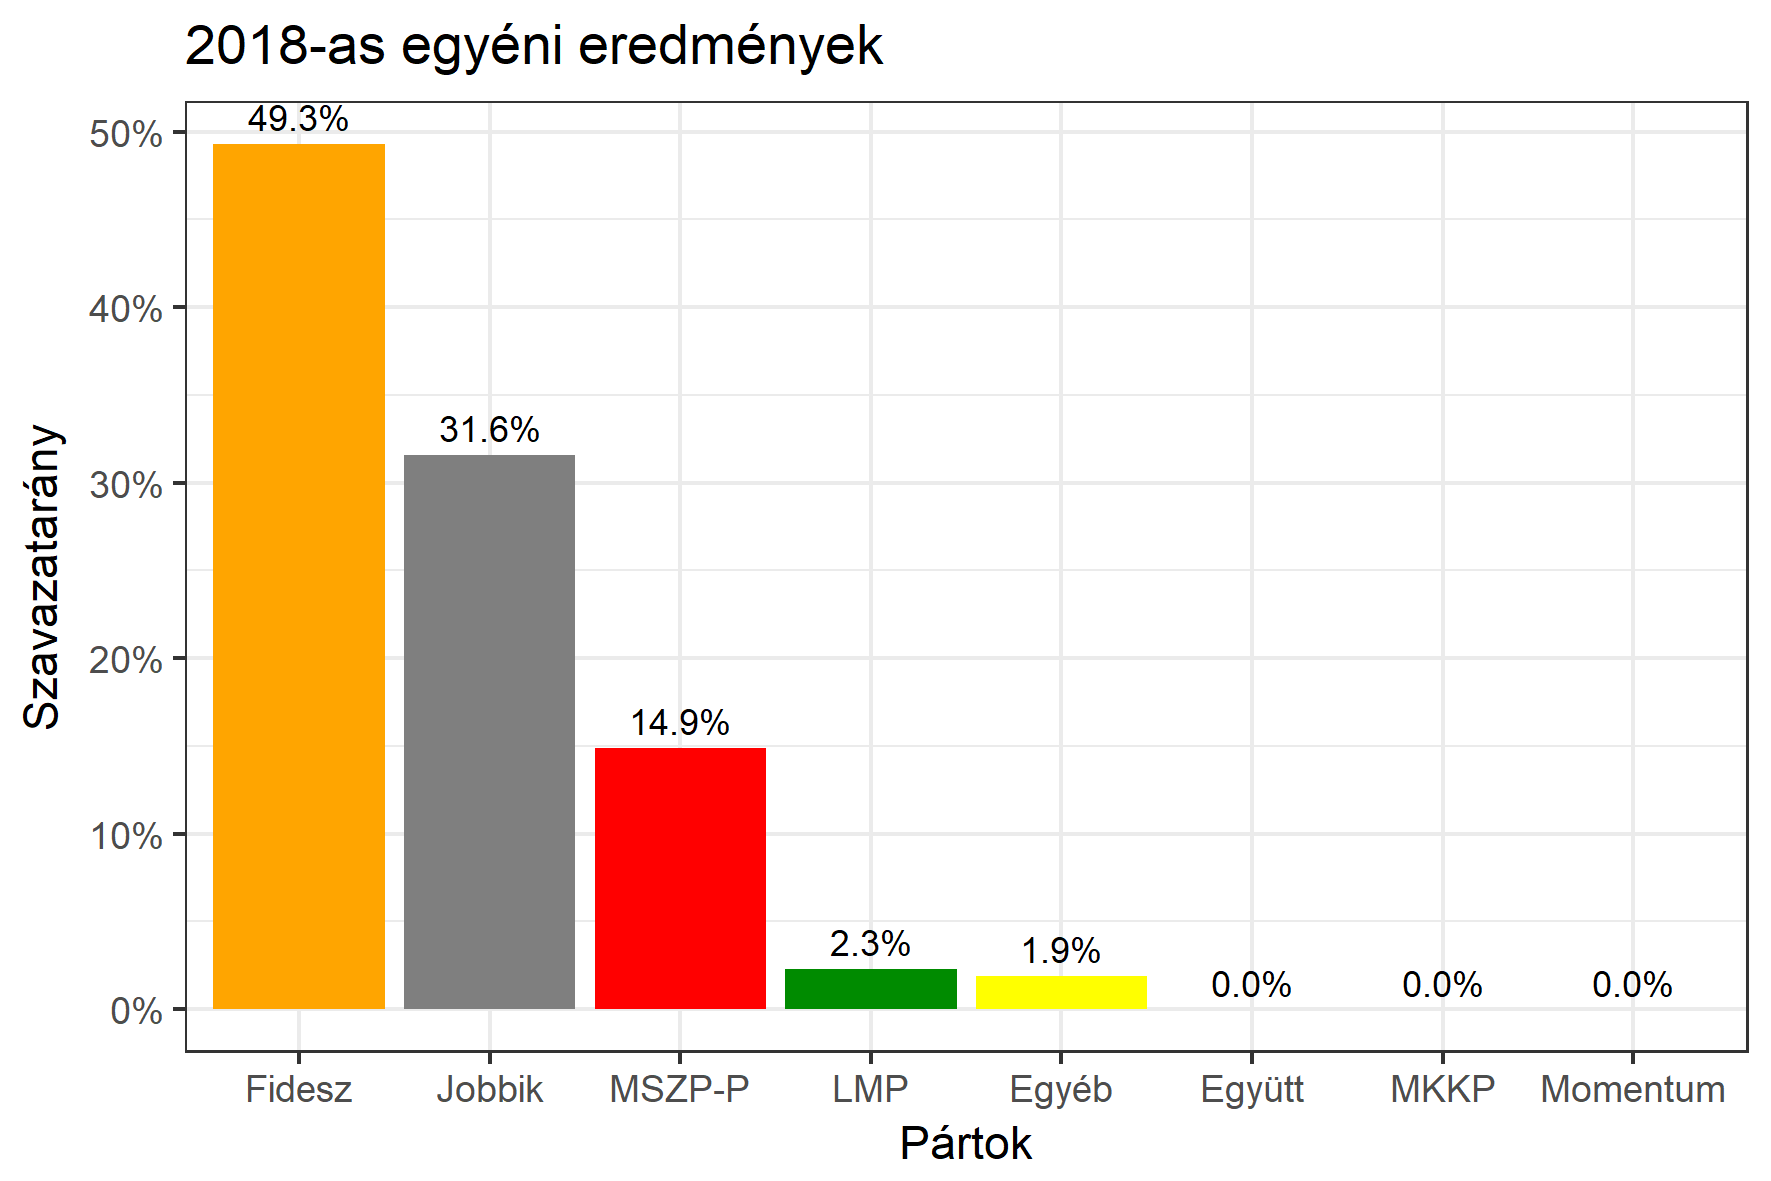 2018-as egyéni eredmények
Szavazatarány
50%
40%
30%
20%
10%
0%
49.3%
31.6%
14.9%
2.3%
1.9%
0.0%
0.0%
0.0%
Fidesz
Jobbik
MSZP-P
LMP
Egyéb
Együtt
MKKP
Momentum
Pártok